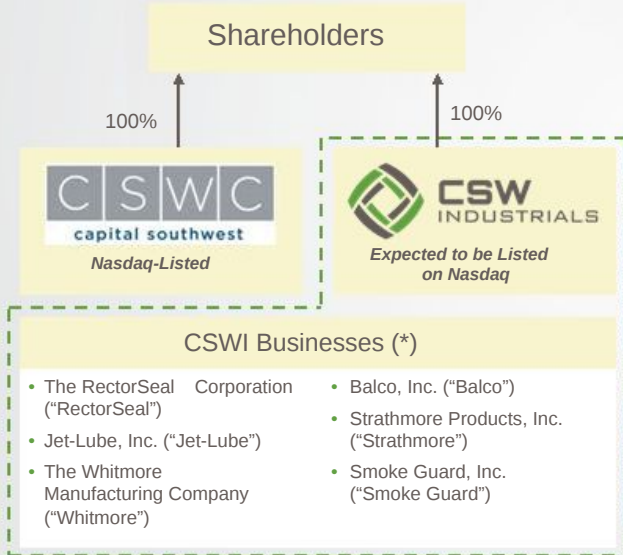 Shareholders
100%
100%
CSWC
capital southwest
Nasdaq-Listed
CSW
INDUSTRIALS
Expected to be Listed
on Nasdaq
CSWI Businesses (*)
• The RectorSeal Corporation
(“RectorSeal”)
• Jet-Lube, Inc. (“Jet-Lube”)
• The Whitmore
Manufacturing Company
(“Whitmore”)
• Balco, Inc. (“Balco”)
• Strathmore Products, Inc.
(“Strathmore”)
• Smoke Guard, Inc.
(“Smoke Guard”)